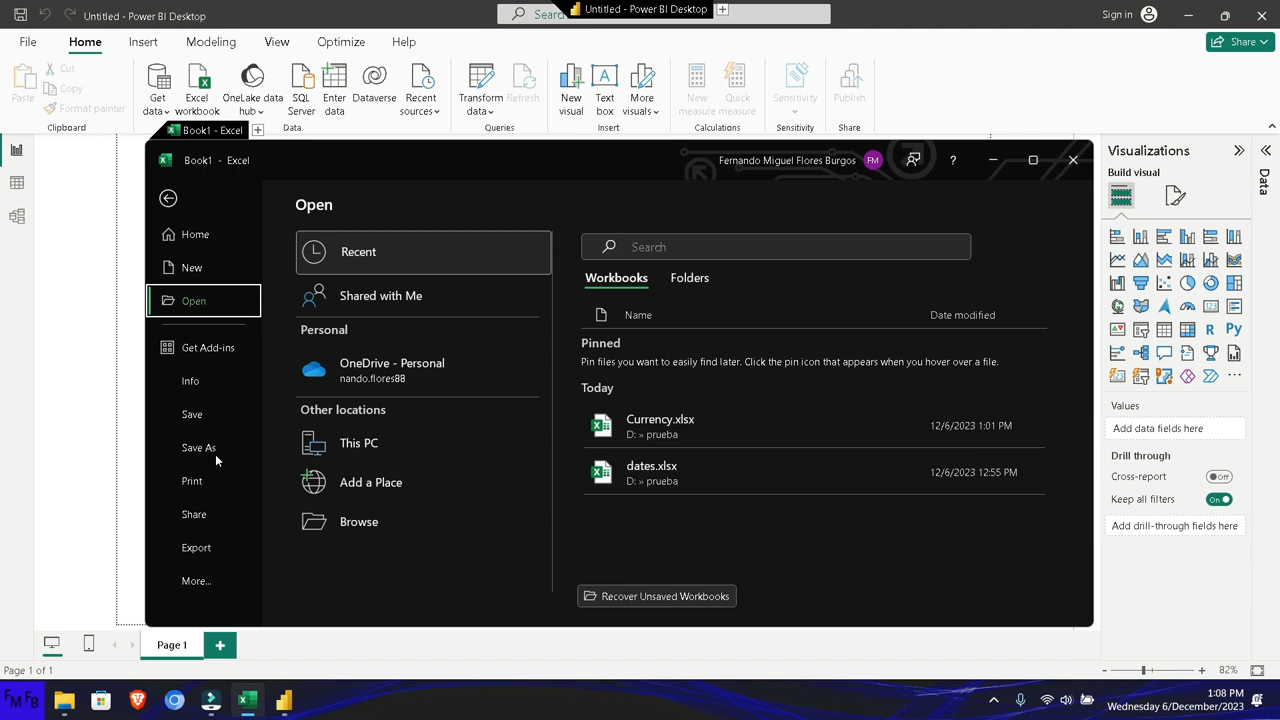 Untitled - Power BI Desktop
Search
Untitled - Power BI Desktop
Sign in
File
Home
Insert
Modeling
View
Optimize
Help
Share
Paste
Cut
Copy
Format painter
Clipboard
Get data
Excel workbook
OneLake data hub
SQL Server
Enter data
Dataverse
Recent sources
Data
Transform data
Refresh
Queries
New visual
Text box
More visuals
Insert
New measure
Quick measure
Calculations
Sensitivity
Sensitivity
Publish
Share
Book1 - Excel
Book1 - Excel
Fernando Miguel Flores Burgos
FM
?
Home
New
Open
Get Add-ins
Info
Save
Save As
Print
Share
Export
More...
Open
Recent
Shared with Me
Personal
OneDrive - Personal
nando.flores88
Other locations
This PC
Add a Place
Browse
Search
Workbooks
Folders
Name
Date modified
Pinned
Pin files you want to easily find later. Click the pin icon that appears when you hover over a file.
Today
Currency.xlsx
D: » prueba
12/6/2023 1:01 PM
dates.xlsx
D: » prueba
12/6/2023 12:55 PM
Recover Unsaved Workbooks
Visualizations
Build visual
Data
123
R
Py
Values
Add data fields here
Drill through
Cross-report
Off
Keep all filters
On
Add drill-through fields here
Page 1
Page 1 of 1
82%
FM
FB
1:08 PM
Wednesday 6/December/2023